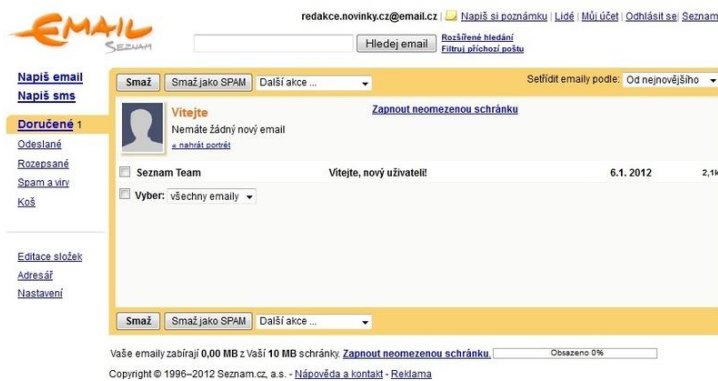 EMAIL
SEZNAM
redakce.novinky.cz@email.cz | Napiš si poznámku | Lidé | Můj účet | Odhlásit se | Seznam
Hledej email
Rozšířené hledání
Filtruj příchozí poštu
Napiš email
Napiš sms
Doručené 1
Odeslané
Rozepsané
Spam a viry
Koš
Editace složek
Adresář
Nastavení
Smaž Smaž jako SPAM Další akce ... Setřídit emaily podle: Od nejnovějšího
Vítejte
Nemáte žádný nový email
« nahrát portrét
Zapnout neomezenou schránku
Seznam Team Vítejte, nový uživateli! 6.1. 2012 2,1k
Vyber: všechny emaily
Smaž Smaž jako SPAM Další akce ...
Vaše emaily zabírají 0,00 MB z Vaší 10 MB schránky. Zapnout neomezenou schránku. Obsazeno 0%
Copyright © 1996–2012 Seznam.cz, a.s. - Nápověda a kontakt - Reklama